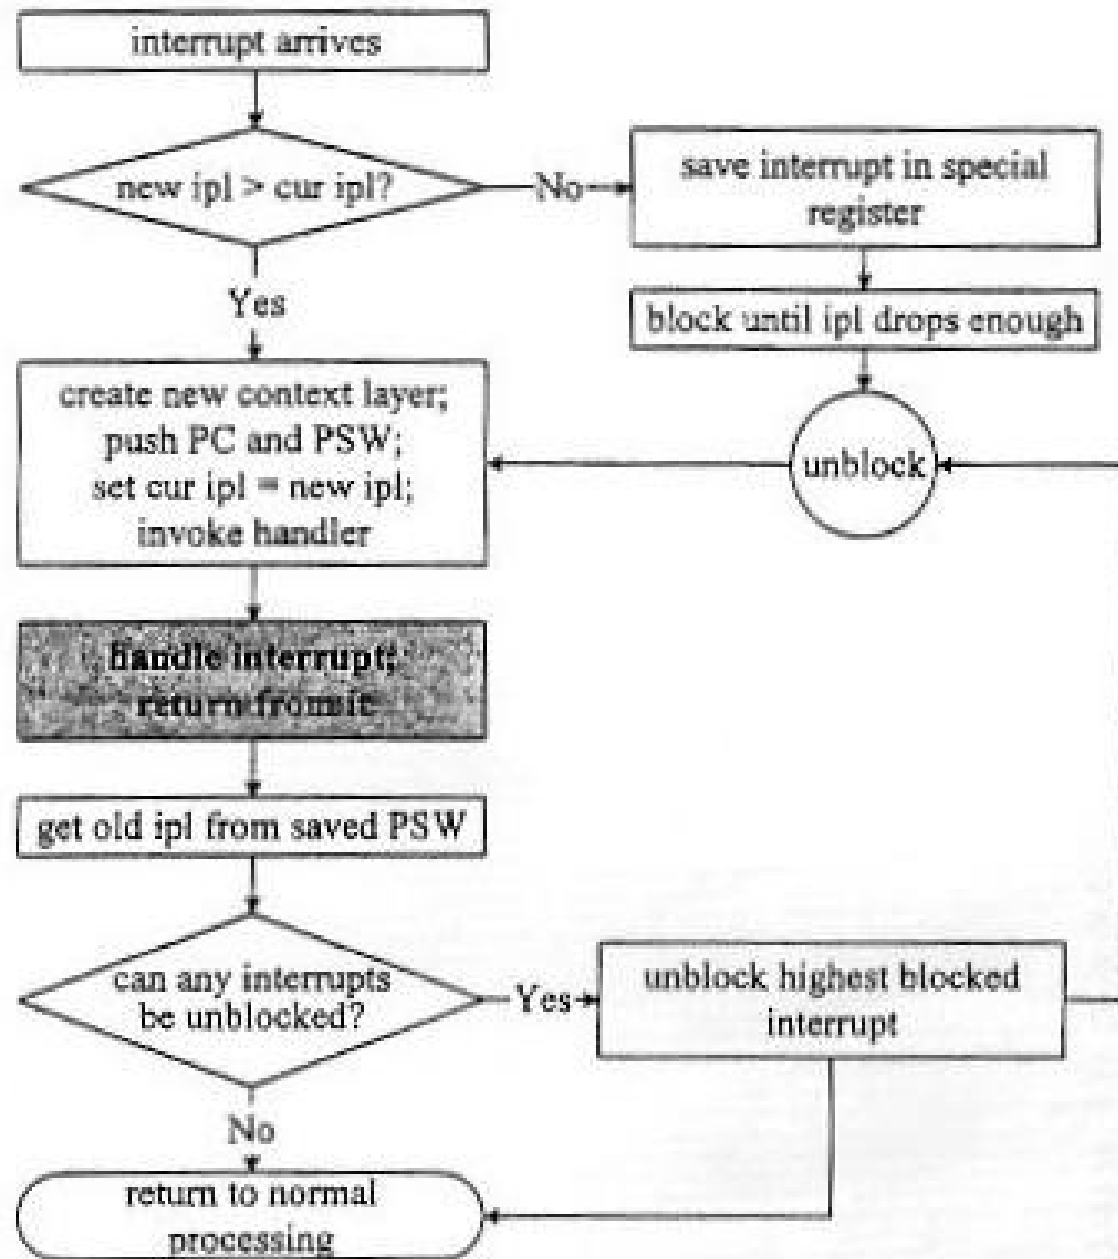 interrupt arrives
new ipl > cur ipl?
No
save interrupt in special
register
Yes
block until ipl drops enough
create new context layer;
push PC and PSW;
set cur ipl = new ipl;
invoke handler
unblock
handle interrupt;
return from it
get old ipl from saved PSW
can any interrupts
be unblocked?
Yes
unblock highest blocked
interrupt
No
return to normal
processing